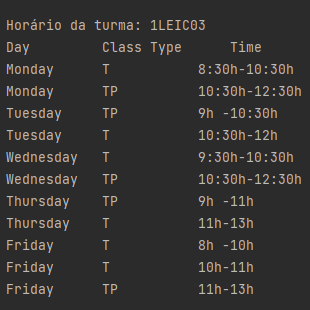 Horário da turma: 1LEIC03
Day Class Type Time
Monday T 8:30h-10:30h
Monday TP 10:30h-12:30h
Tuesday TP 9h -10:30h
Tuesday T 10:30h-12h
Wednesday T 9:30h-10:30h
Wednesday TP 10:30h-12:30h
Thursday TP 9h -11h
Thursday T 11h-13h
Friday T 8h -10h
Friday T 10h-11h
Friday TP 11h-13h